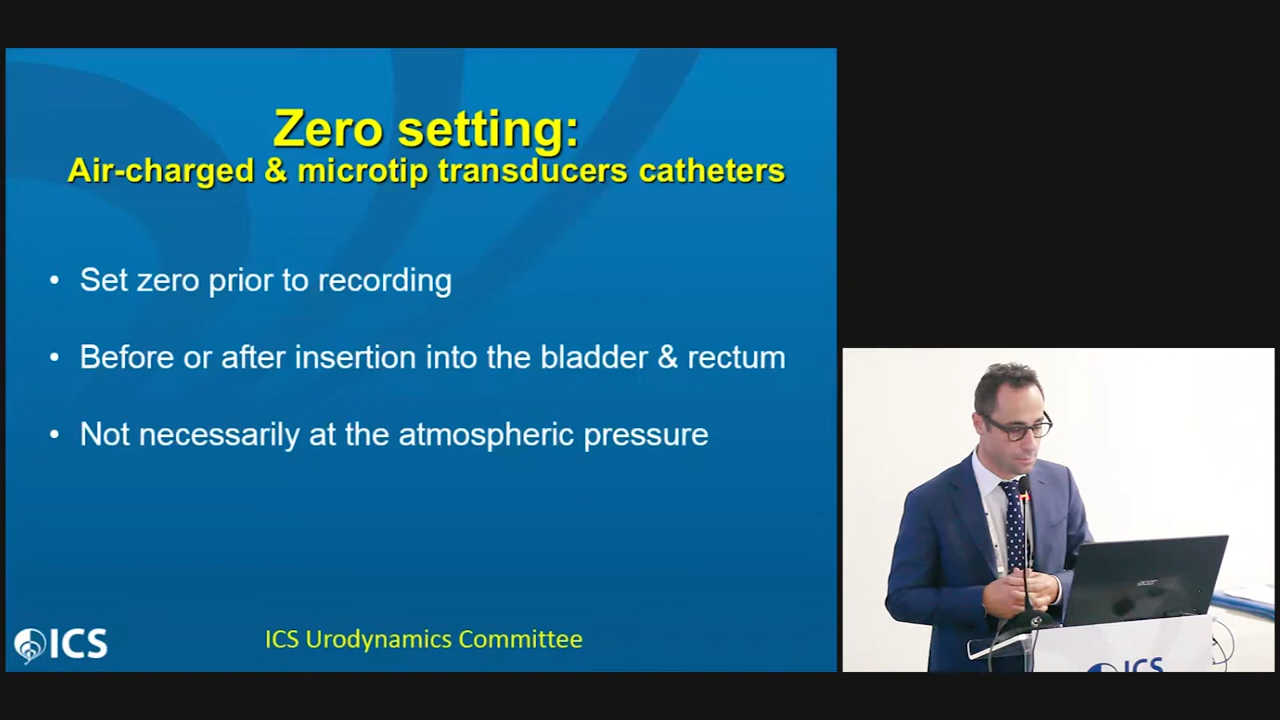 Zero setting:
Air-charged & microtip transducers catheters
• Set zero prior to recording
• Before or after insertion into the bladder & rectum
• Not necessarily at the atmospheric pressure
ICS
ICS Urodynamics Committee
acer
ICS